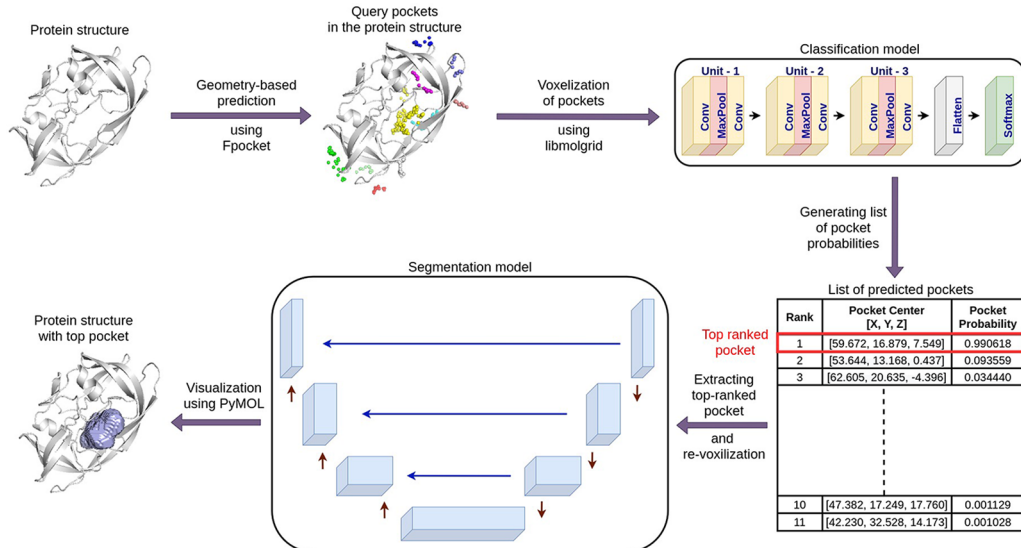 Protein structure
Geometry-based
prediction
using
Fpocket
Query pockets
in the protein structure
Voxelization
of pockets
using
libmolgrid
Classification model
Unit - 1
Unit - 2
Unit - 3
Conv
MaxPool
Conv
Conv
MaxPool
Conv
Conv
MaxPool
Conv
Flatten
Softmax
Generating list
of pocket
probabilities
List of predicted pockets
Rank
Pocket Center
[X, Y, Z]
Pocket
Probability
1 [59.672, 16.879, 7.549] 0.990618
2 [53.644, 13.168, 0.437] 0.093559
3 [62.605, 20.635, -4.396] 0.034440
10 [47.382, 17.249, 17.760] 0.001129
11 [42.230, 32.528, 14.173] 0.001028
Top ranked
pocket
Extracting
top-ranked
pocket
and
re-voxilization
Segmentation model
Visualization
using PyMOL
Protein structure
with top pocket